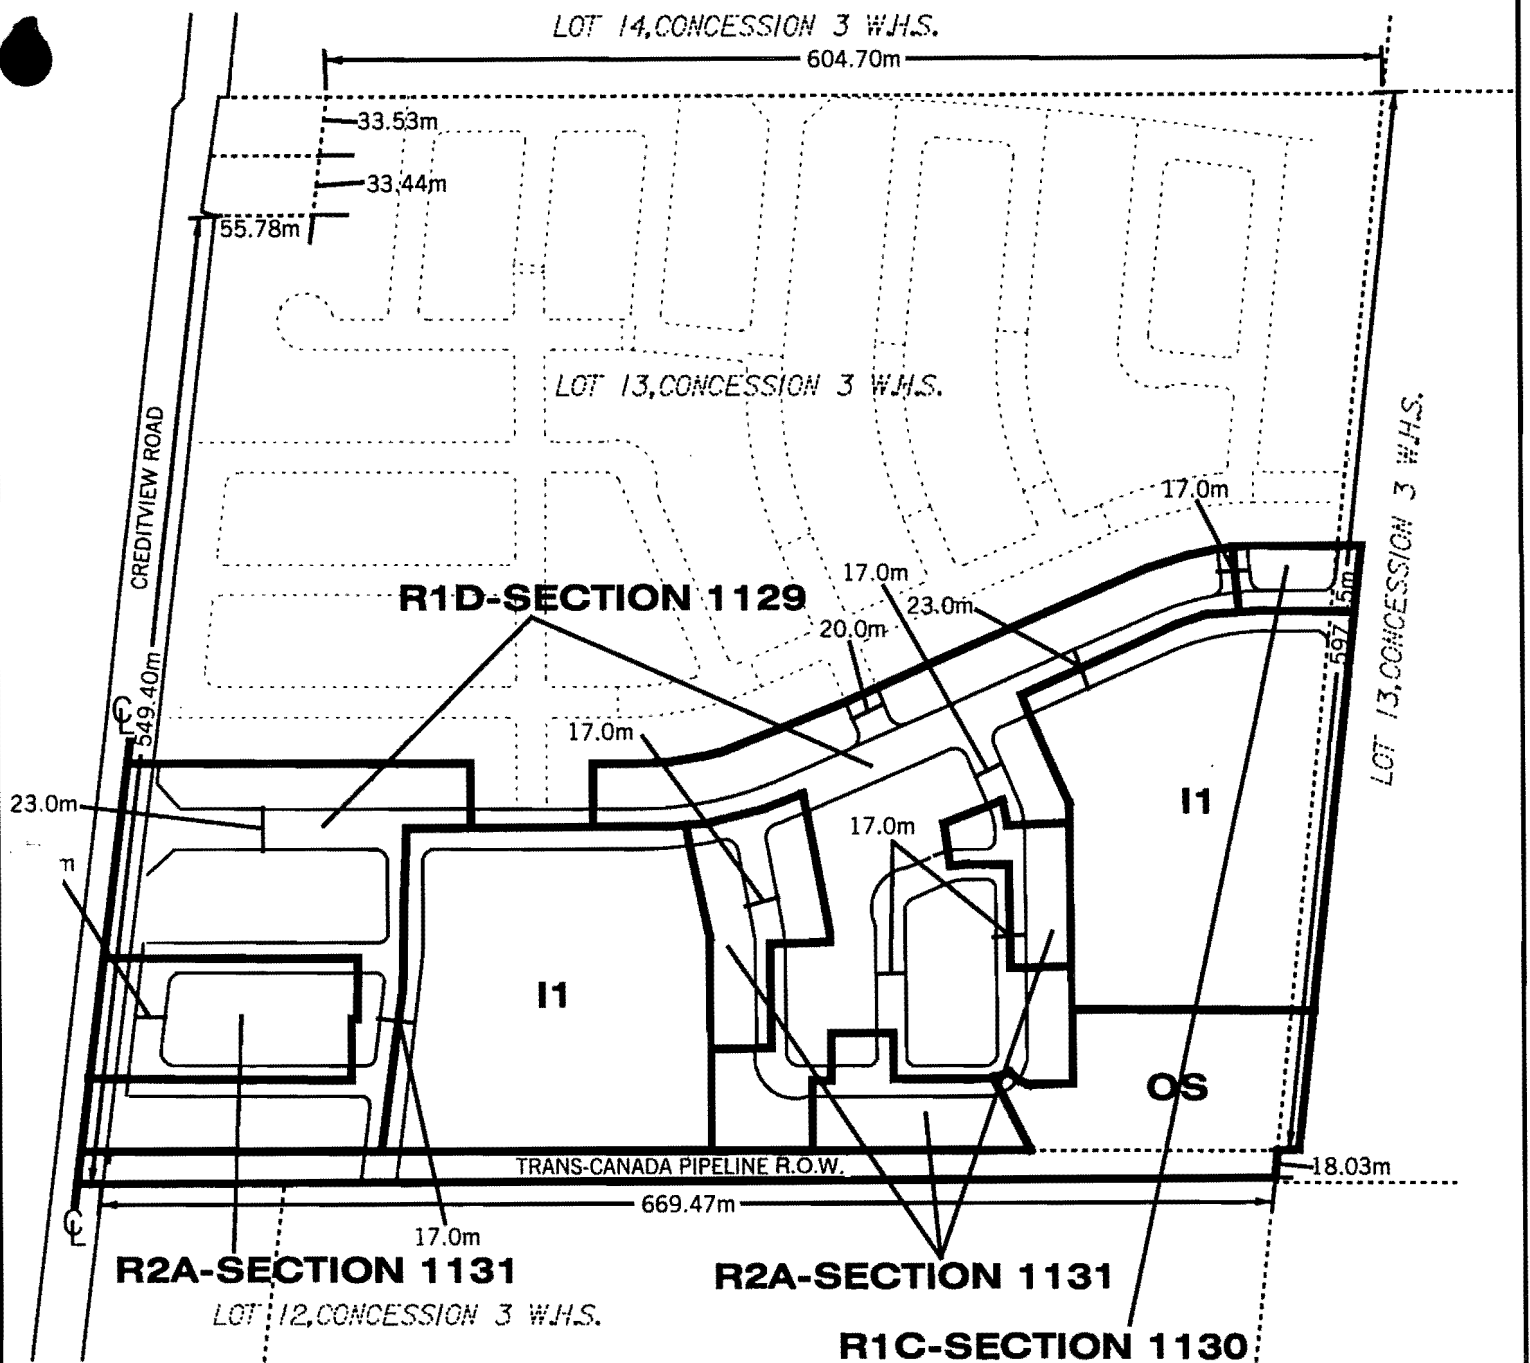 LOT 14,CONCESSION 3 W.H.S.
604.70m
33.53m
33.44m
55.78m
LOT 13,CONCESSION 3 W.H.S.
CREDITVIEW ROAD
LOT 13,CONCESSION 3 W.H.S.
17.0m
17.0m
R1D-SECTION 1129
23.0m
20.0m
549.40m
17.0m
23.0m
I1
17.0m
m
I1
OS
TRANS-CANADA PIPELINE R.O.W.
18.03m
669.47m
17.0m
R2A-SECTION 1131
R2A-SECTION 1131
LOT 12,CONCESSION 3 W.H.S.
R1C-SECTION 1130